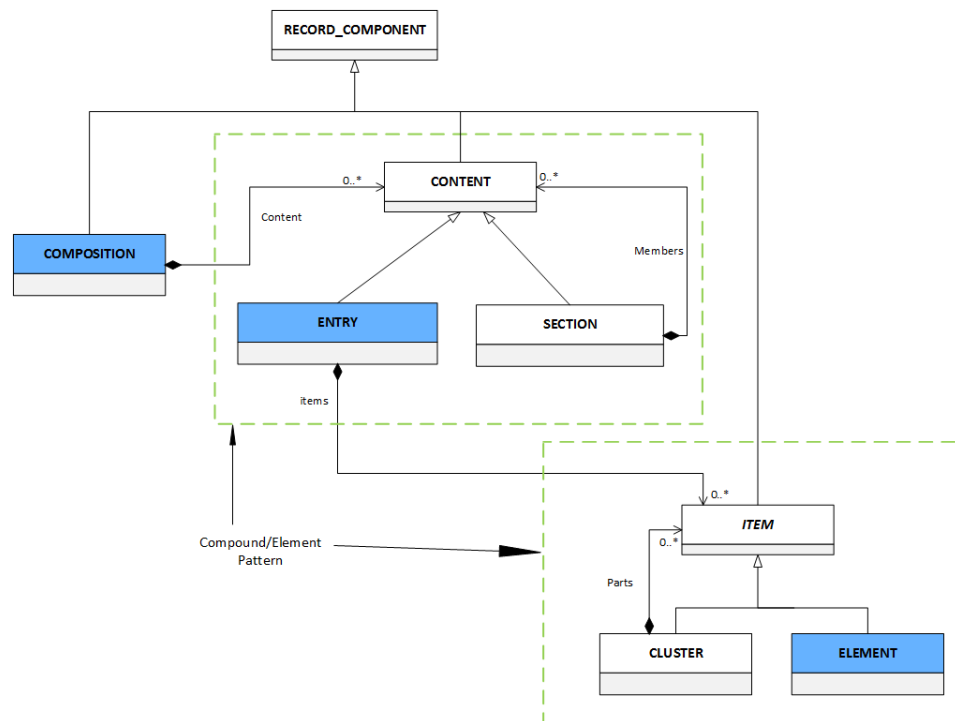 RECORD_COMPONENT
CONTENT
0..*
0..*
Content
COMPOSITION
Members
ENTRY
SECTION
items
0..*
ITEM
Compound/Element
Pattern
0..*
Parts
CLUSTER
ELEMENT